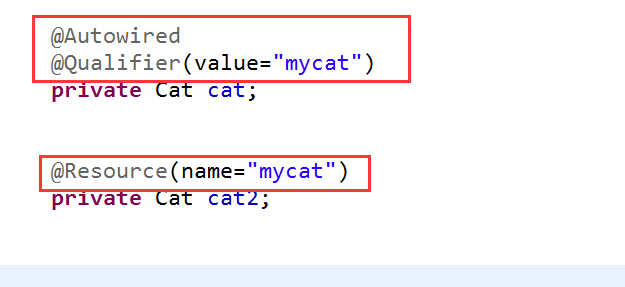 @Autowired
@Qualifier(value="mycat")
private Cat cat;
@Resource(name="mycat")
private Cat cat2;